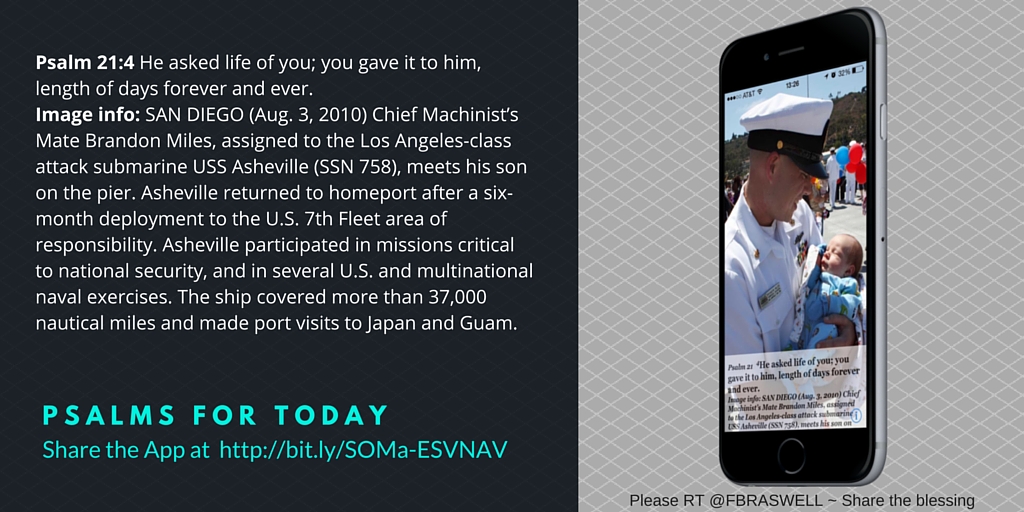 Psalm 21:4 He asked life of you; you gave it to him,
length of days forever and ever.
Image info: SAN DIEGO (Aug. 3, 2010) Chief Machinist’s
Mate Brandon Miles, assigned to the Los Angeles-class
attack submarine USS Asheville (SSN 758), meets his son
on the pier. Asheville returned to homeport after a six-
month deployment to the U.S. 7th Fleet area of
responsibility. Asheville participated in missions critical
to national security, and in several U.S. and multinational
naval exercises. The ship covered more than 37,000
nautical miles and made port visits to Japan and Guam.
PSALMS FOR TODAY
Share the App at http://bit.ly/SOMa-ESVNAV
AT&T 13:26 32%
Psalm 21 4He asked life of you; you
gave it to him, length of days forever
and ever.
Image info: SAN DIEGO (Aug. 3, 2010) Chief
Machinist's Mate Brandon Miles, assigned
to the Los Angeles-class attack submarine
USS Asheville (SSN 758), meets his son on
Please RT @FBRASWELL ~ Share the blessing